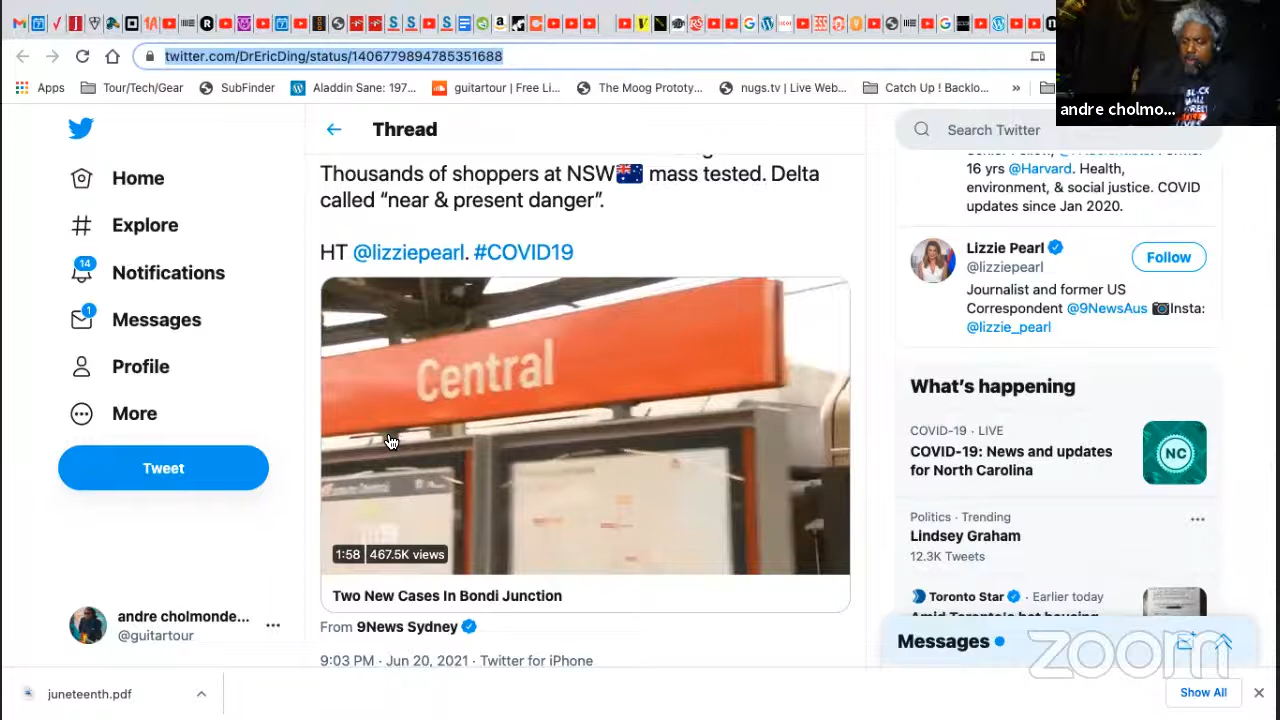 twitter.com/DrEricDing/status/1406779894785351688
Apps
Tour/Tech/Gear
SubFinder
Aladdin Sane: 197...
guitartour | Free Li...
The Moog Prototy...
nugs.tv | Live Web...
Catch Up ! Backlo...
»
andre cholmo...
BLACK
WALL
STREET
LIVES
Home
Explore
14
Notifications
1
Messages
Profile
More
Tweet
andre cholmonde...
@guitartour
Thread
Thousands of shoppers at NSW🇦🇺 mass tested. Delta
called “near & present danger”.
HT @lizziepearl. #COVID19
Central
1:58 467.5K views
Two New Cases In Bondi Junction
From 9News Sydney
9:03 PM · Jun 20, 2021 · Twitter for iPhone
Search Twitter
16 yrs @Harvard. Health,
environment, & social justice. COVID
updates since Jan 2020.
Lizzie Pearl
@lizziepearl
Follow
Journalist and former US
Correspondent @9NewsAus 📷Insta:
@lizzie_pearl
What’s happening
COVID-19 · LIVE
COVID-19: News and updates
for North Carolina
NC
Politics · Trending
Lindsey Graham
12.3K Tweets
Toronto Star · Earlier today
Messages
zoom
juneteenth.pdf
Show All